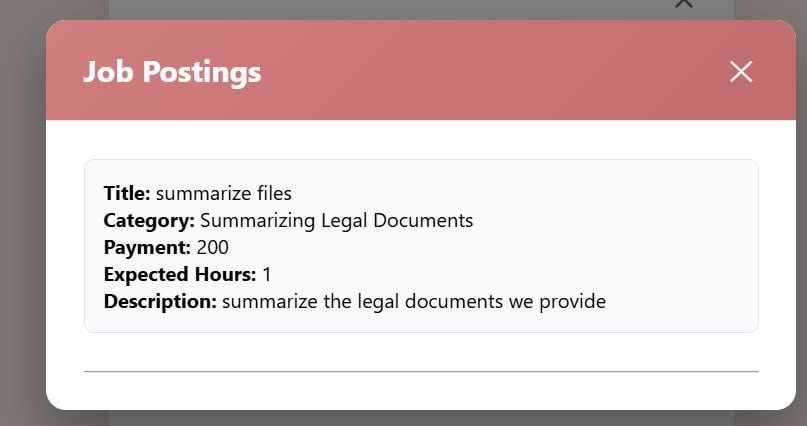 Job Postings
Title: summarize files
Category: Summarizing Legal Documents
Payment: 200
Expected Hours: 1
Description: summarize the legal documents we provide